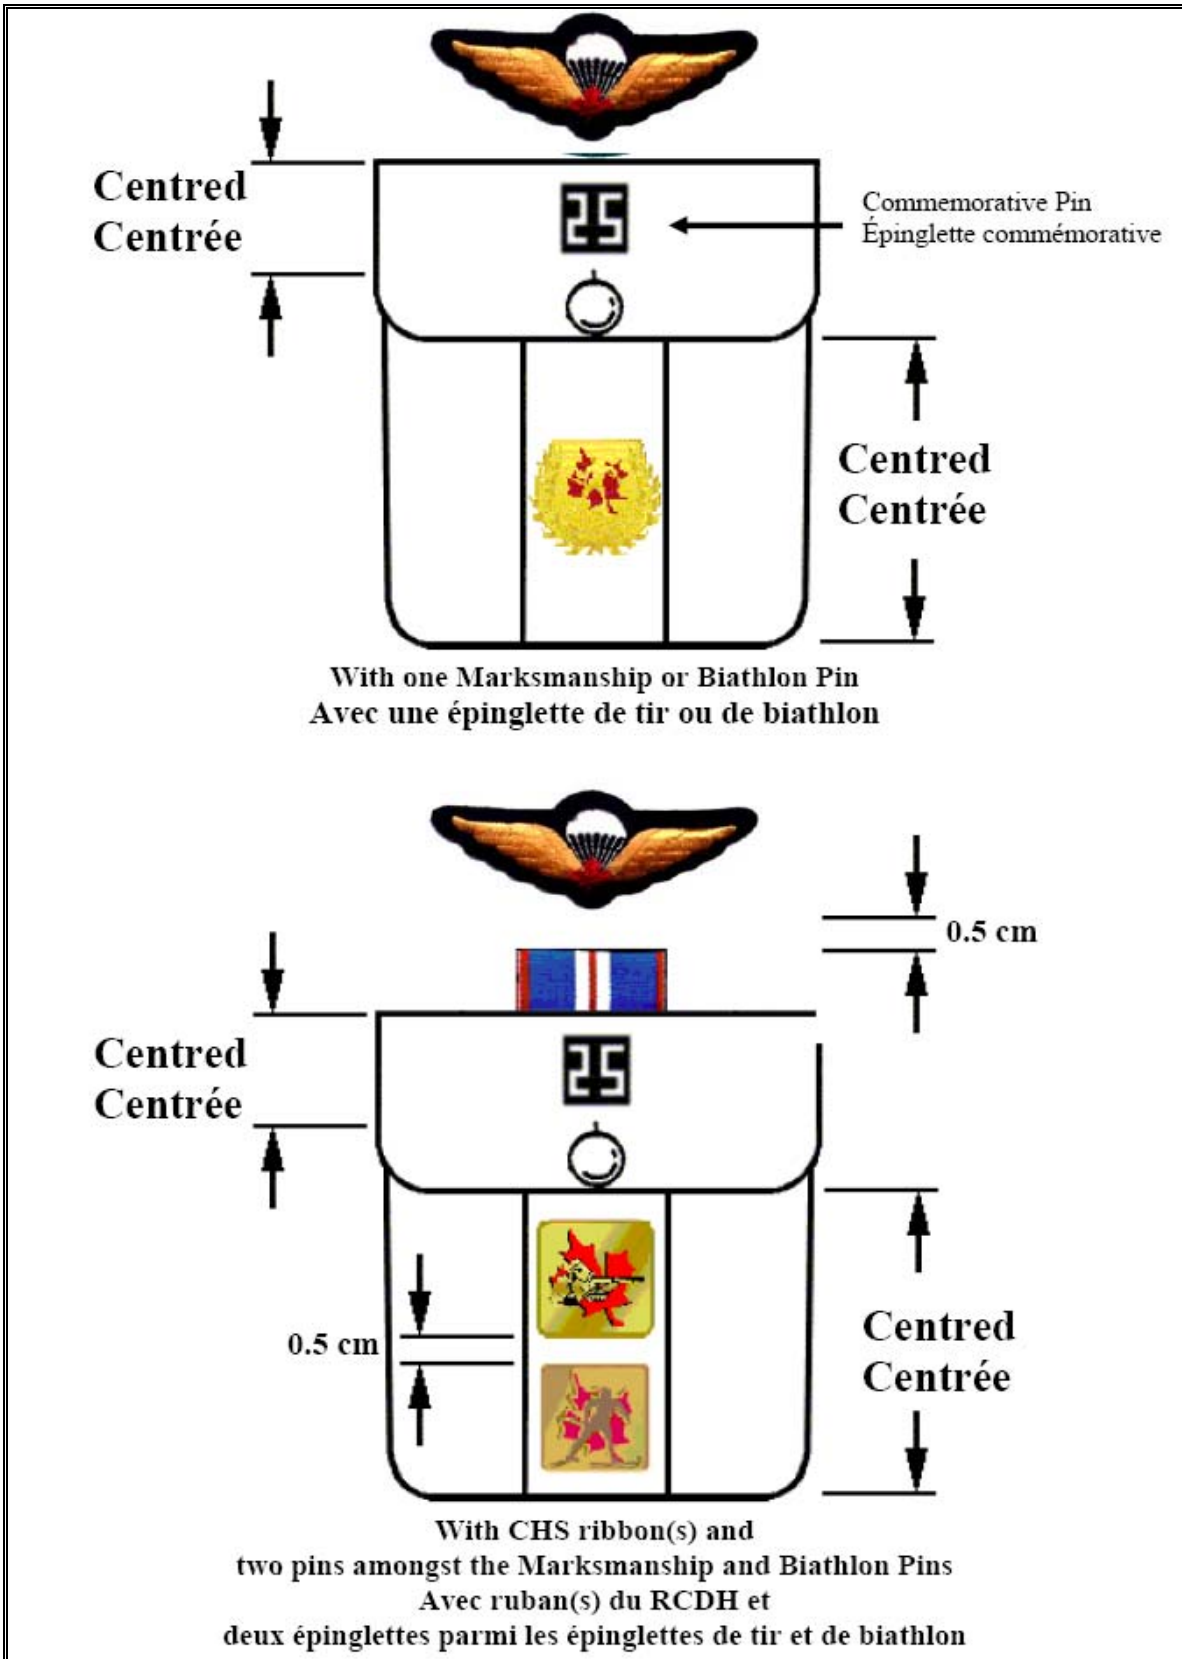 Centred
Centrée
25
Commemorative Pin
Épinglette commémorative
Centred
Centrée
With one Marksmanship or Biathlon Pin
Avec une épinglette de tir ou de biathlon
0.5 cm
Centred
Centrée
25
0.5 cm
Centred
Centrée
With CHS ribbon(s) and
two pins amongst the Marksmanship and Biathlon Pins
Avec ruban(s) du RCDH et
deux épinglettes parmi les épinglettes de tir et de biathlon